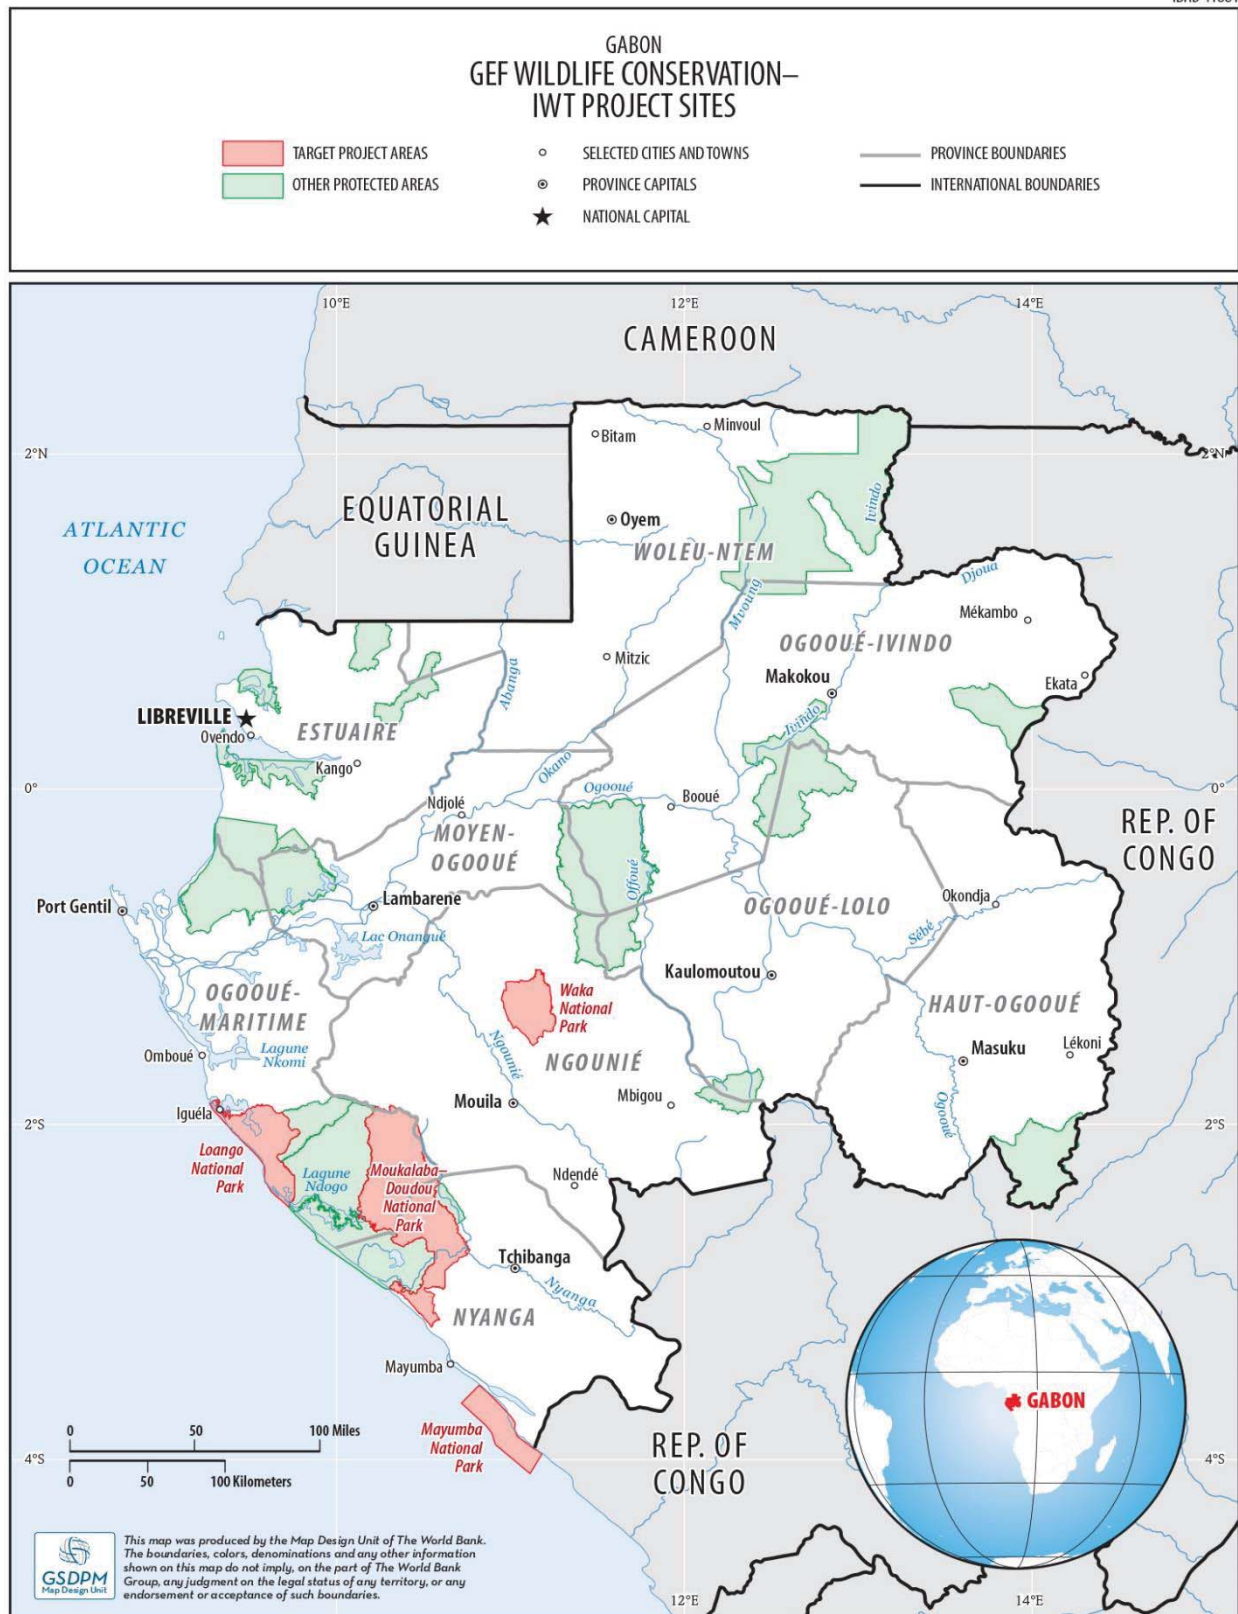 GABON
GEF WILDLIFE CONSERVATION–
IWT PROJECT SITES
TARGET PROJECT AREAS
OTHER PROTECTED AREAS
SELECTED CITIES AND TOWNS
PROVINCE CAPITALS
NATIONAL CAPITAL
PROVINCE BOUNDARIES
INTERNATIONAL BOUNDARIES
10°E
12°E
14°E
CAMEROON
Bitam
Minvoul
2°N
2°N
EQUATORIAL
GUINEA
ATLANTIC
OCEAN
Oyem
Ivindo
WOLEU-NTEM
Djoua
Mvoung
Mékambo
OGOOUÉ-IVINDO
Mitzic
Makokou
Ekata
Abanga
LIBREVILLE
Ovendo
ESTUAIRE
Ivindo
Kango
Okano
0°
0°
Ogooué
Booué
Ndjolé
MOYEN-
OGOOUÉ
REP. OF
CONGO
Offoué
Port Gentil
Lambarene
OGOOUÉ-LOLO
Okondja
Lac Onangué
Sébé
Kaulomoutou
OGOOUÉ-
MARITIME
Waka
National
Park
HAUT-OGOOUÉ
Omboué
Lagune
Nkomi
Ngounié
NGOUNIÉ
Masuku
Lékoni
Mbigou
Mouila
Ogooué
Iguéla
2°S
2°S
Loango
National
Park
Lagune
Ndogo
Moukalaba–
Doudou
National
Park
Ndendé
Tchibanga
Nyanga
NYANGA
Mayumba
GABON
0 50 100 Miles
0 50 100 Kilometers
Mayumba
National
Park
REP. OF
CONGO
4°S
4°S
GSDPM
Map Design Unit
This map was produced by the Map Design Unit of The World Bank.
The boundaries, colors, denominations and any other information
shown on this map do not imply, on the part of The World Bank
Group, any judgment on the legal status of any territory, or any
endorsement or acceptance of such boundaries.
12°E
14°E